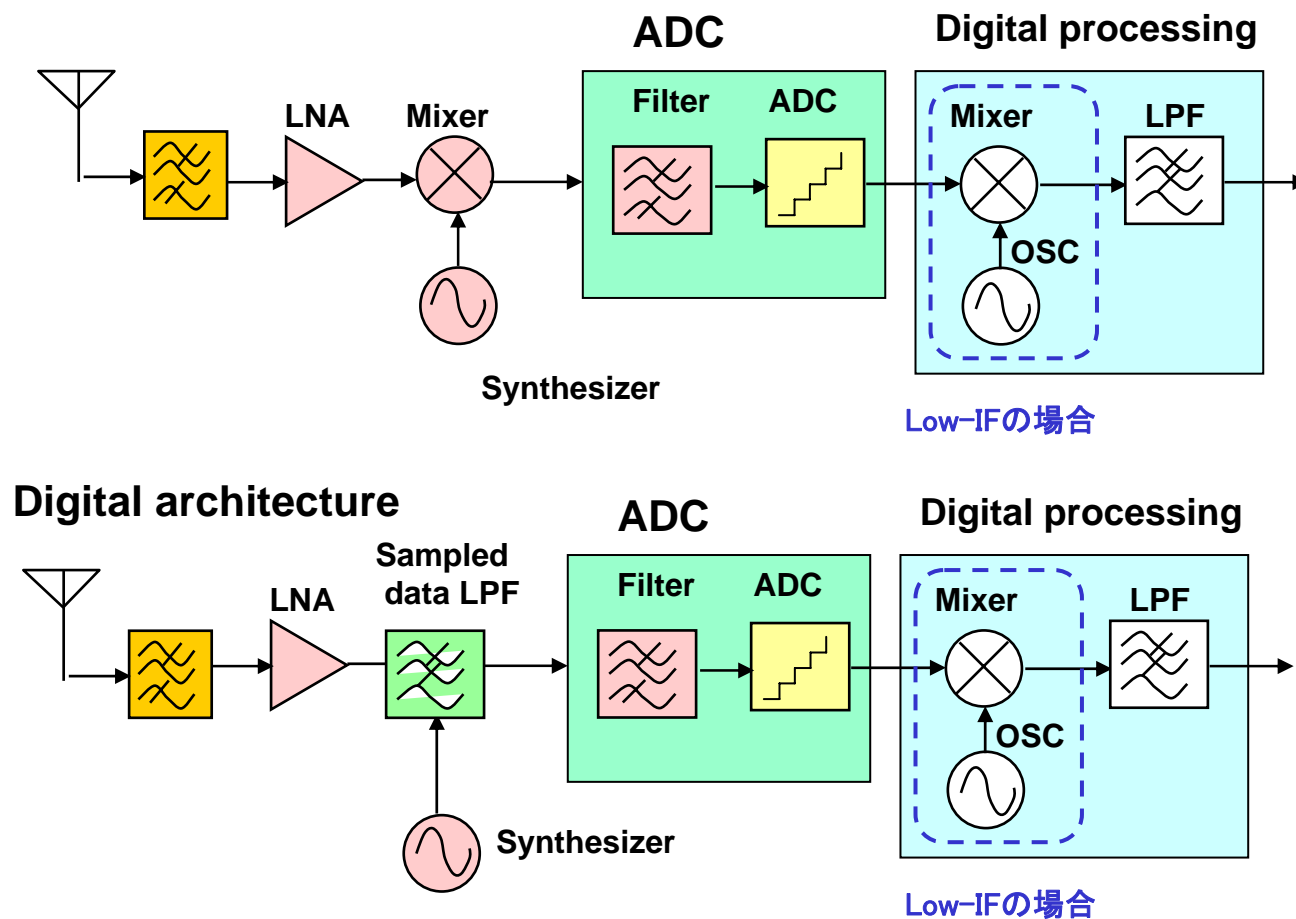 ADC
Digital processing
LNA
Mixer
Filter
ADC
Mixer
LPF
OSC
Synthesizer
Low-IFの場合
Digital architecture
ADC
Digital processing
Sampled
data LPF
LNA
Filter
ADC
Mixer
LPF
OSC
Synthesizer
Low-IFの場合